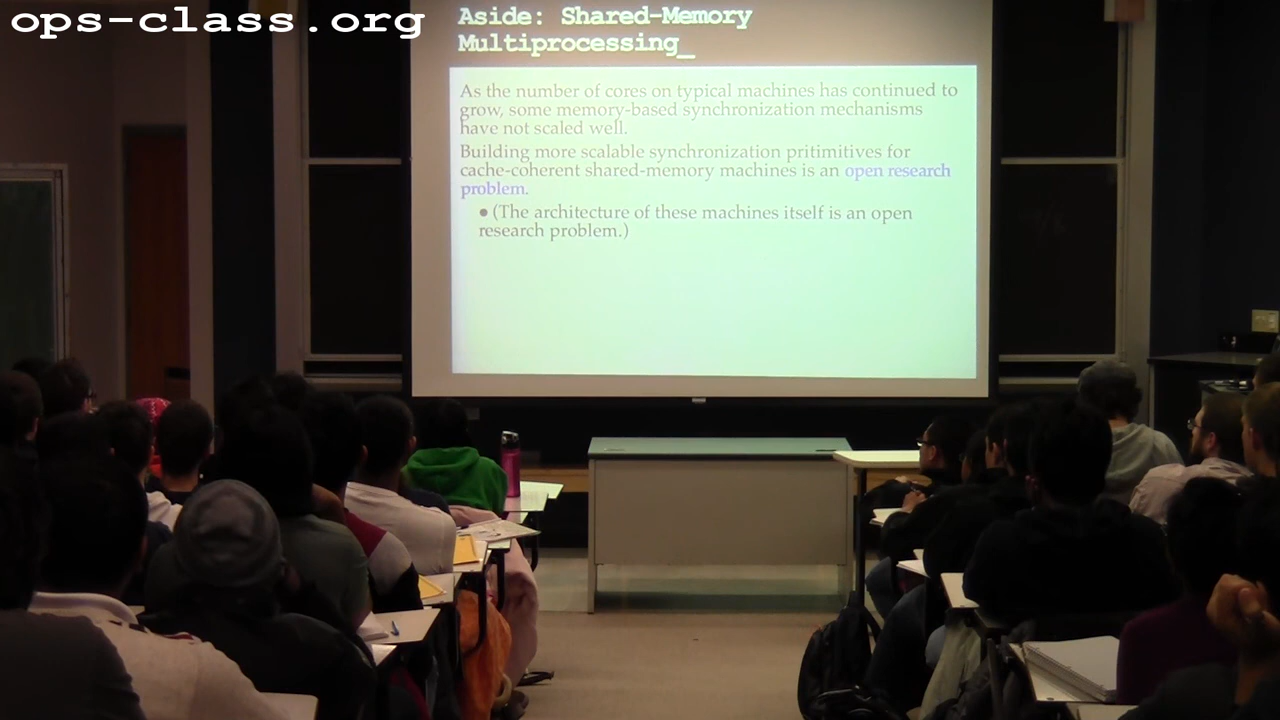 ops-class.org
Aside: Shared-Memory
Multiprocessing_
As the number of cores on typical machines has continued to
grow, some memory-based synchronization mechanisms
have not scaled well.
Building more scalable synchronization pritimitives for
cache-coherent shared-memory machines is an open research
problem.
● (The architecture of these machines itself is an open
research problem.)